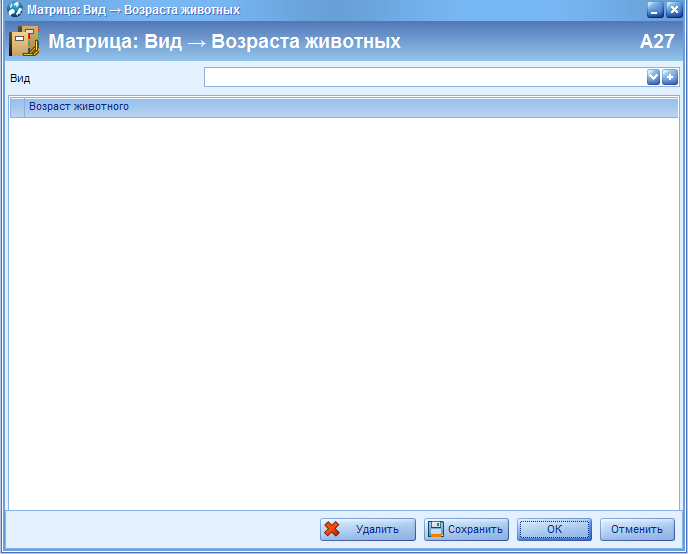 Матрица: Вид → Возраста животных
Матрица: Вид → Возраста животных A27
Вид
Возраст животного
Удалить Сохранить OK Отменить